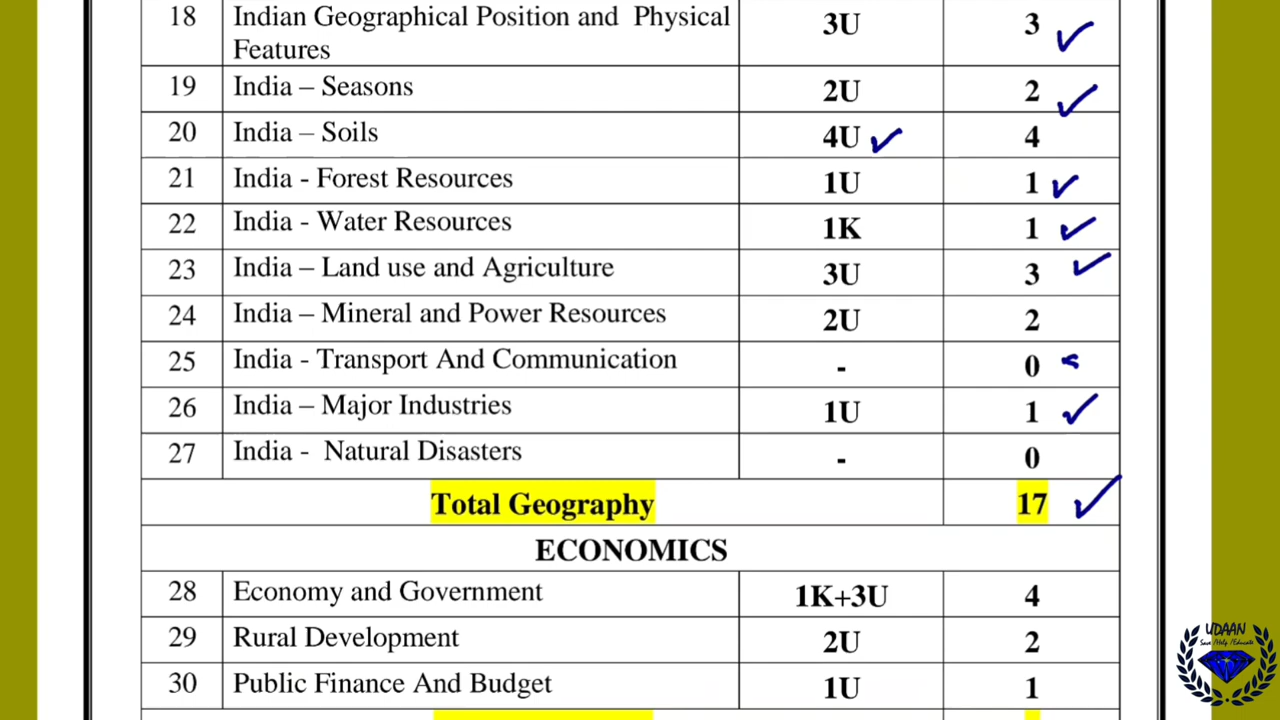 18 Indian Geographical Position and Physical Features 3U 3
19 India – Seasons 2U 2
20 India – Soils 4U 4
21 India - Forest Resources 1U 1
22 India - Water Resources 1K 1
23 India – Land use and Agriculture 3U 3
24 India – Mineral and Power Resources 2U 2
25 India - Transport And Communication - 0
26 India – Major Industries 1U 1
27 India - Natural Disasters - 0
Total Geography 17
ECONOMICS
28 Economy and Government 1K+3U 4
29 Rural Development 2U 2
30 Public Finance And Budget 1U 1
UDAAN
Save /Help /Educate